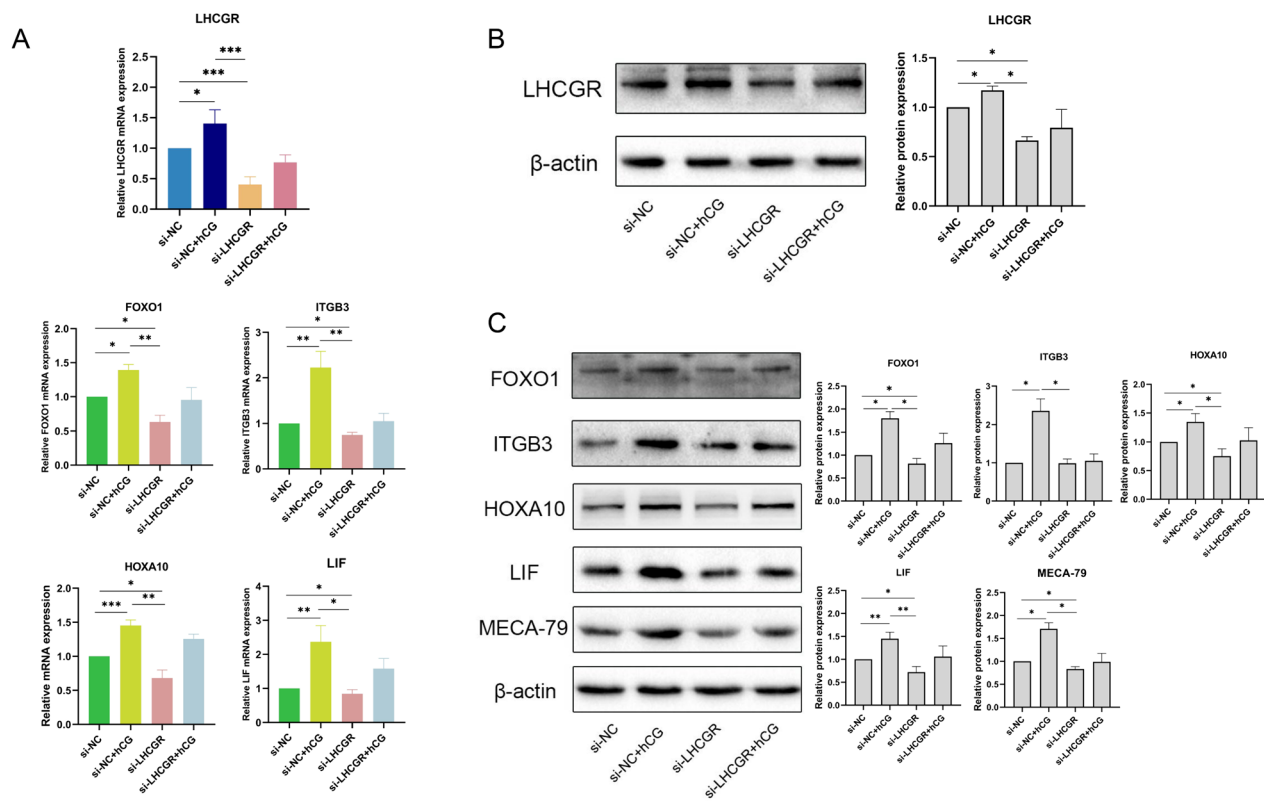 A
LHCGR
Relative LHCGR mRNA expression
2.5
2.0
1.5
1.0
0.5
0.0
***
***
*
si-NC
si-NC+hCG
si-LHCGR
si-LHCGR+hCG
FOXO1
Relative FOXO1 mRNA expression
2.0
1.5
1.0
0.5
0.0
*
*
**
si-NC
si-NC+hCG
si-LHCGR
si-LHCGR+hCG
ITGB3
Relative ITGB3 mRNA expression
3
2
1
0
*
**
**
si-NC
si-NC+hCG
si-LHCGR
si-LHCGR+hCG
HOXA10
Relative mRNA expression
2.0
1.5
1.0
0.5
0.0
*
***
**
si-NC
si-NC+hCG
si-LHCGR
si-LHCGR+hCG
LIF
Relative LIF mRNA expression
4
3
2
1
0
*
**
*
si-NC
si-NC+hCG
si-LHCGR
si-LHCGR+hCG
B
LHCGR
β-actin
si-NC
si-NC+hCG
si-LHCGR
si-LHCGR+hCG
LHCGR
Relative protein expression
1.5
1.0
0.5
0.0
*
*
*
si-NC
si-NC+hCG
si-LHCGR
si-LHCGR+hCG
C
FOXO1
ITGB3
HOXA10
LIF
MECA-79
β-actin
si-NC
si-NC+hCG
si-LHCGR
si-LHCGR+hCG
FOXO1
Relative protein expression
2.5
2.0
1.5
1.0
0.5
0.0
*
*
*
si-NC
si-NC+hCG
si-LHCGR
si-LHCGR+hCG
ITGB3
Relative protein expression
3
2
1
0
*
*
si-NC
si-NC+hCG
si-LHCGR
si-LHCGR+hCG
HOXA10
Relative protein expression
2.0
1.5
1.0
0.5
0.0
*
*
*
si-NC
si-NC+hCG
si-LHCGR
si-LHCGR+hCG
LIF
Relative protein expression
2.5
2.0
1.5
1.0
0.5
0.0
*
**
**
si-NC
si-NC+hCG
si-LHCGR
si-LHCGR+hCG
MECA-79
Relative protein expression
2.5
2.0
1.5
1.0
0.5
0.0
*
*
*
si-NC
si-NC+hCG
si-LHCGR
si-LHCGR+hCG